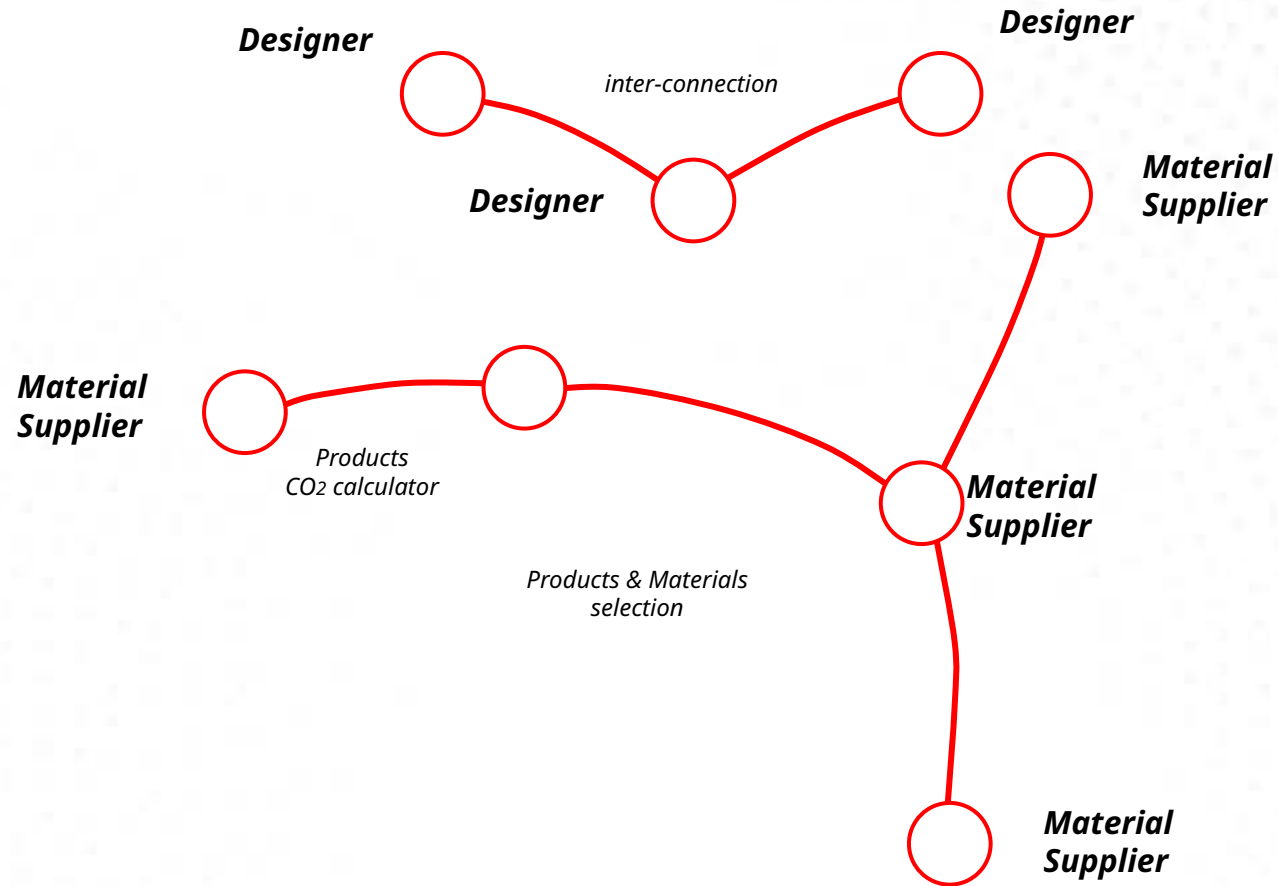 Designer
Designer
inter-connection
Designer
Material
Supplier
Material
Supplier
Products
CO2 calculator
Material
Supplier
Products & Materials
selection
Material
Supplier